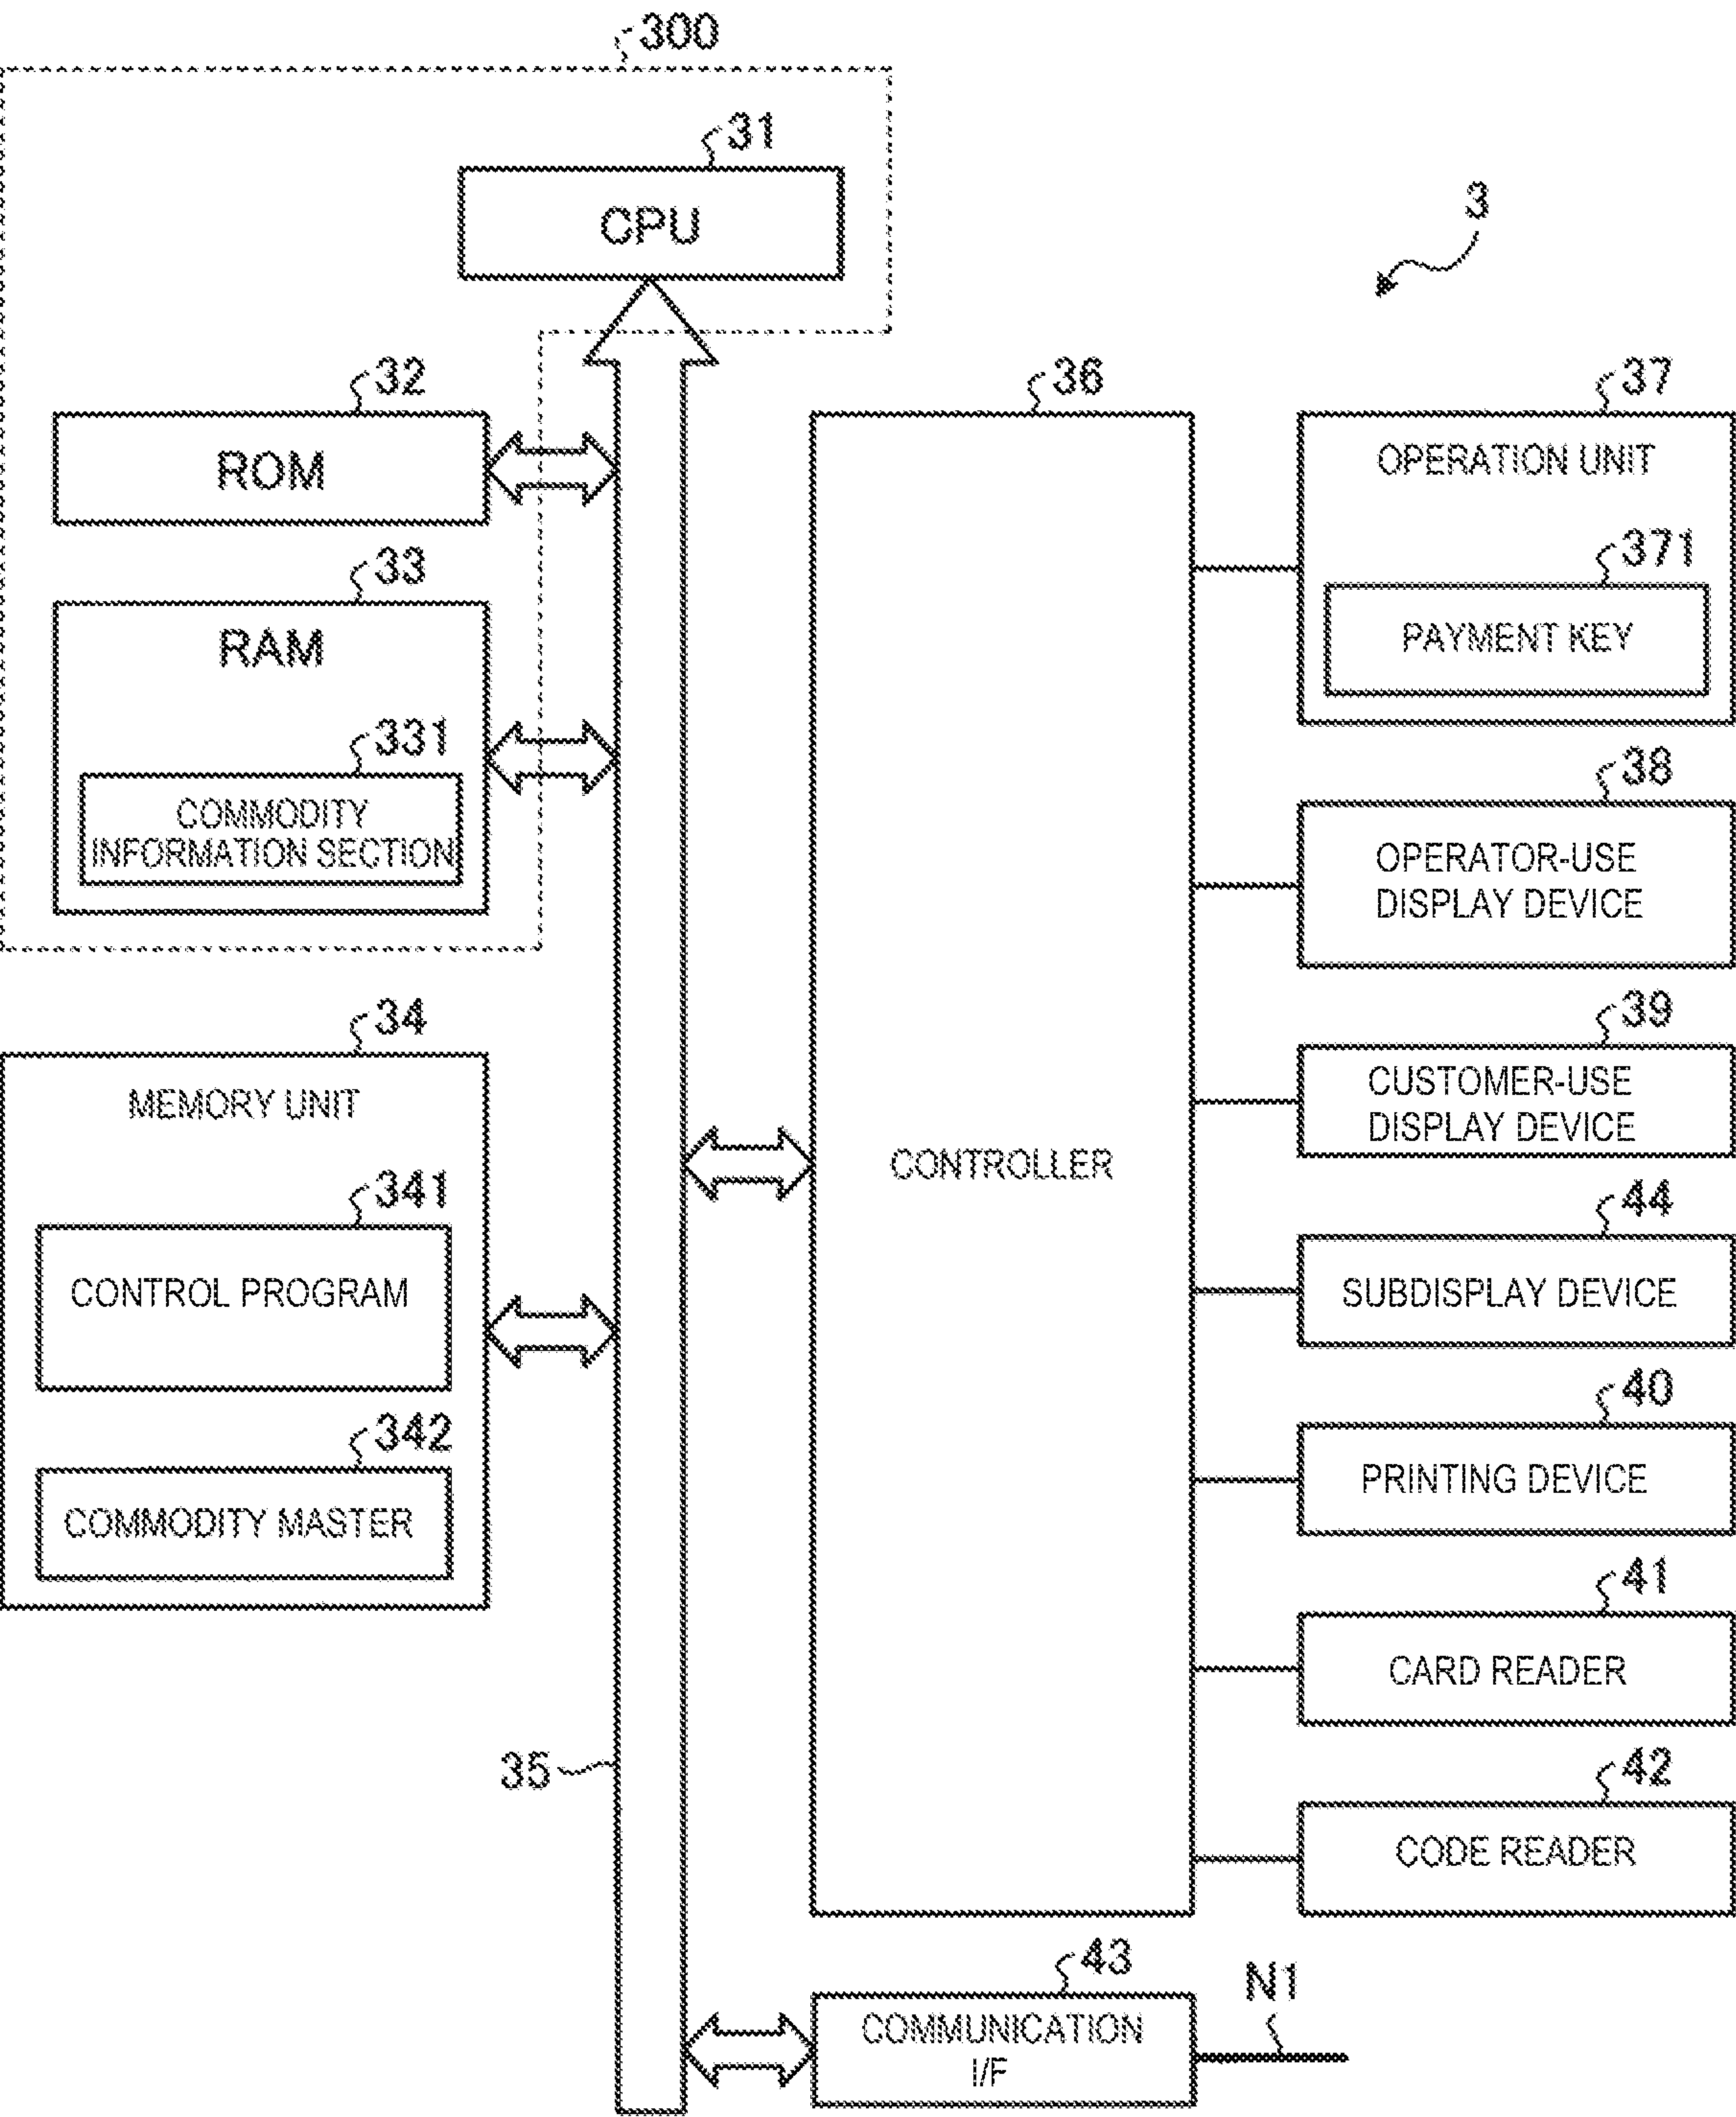 300
31
CPU
3
32
ROM
33
RAM
331
COMMODITY
INFORMATION SECTION
34
MEMORY UNIT
341
CONTROL PROGRAM
342
COMMODITY MASTER
35
36
CONTROLLER
37
OPERATION UNIT
371
PAYMENT KEY
38
OPERATOR-USE
DISPLAY DEVICE
39
CUSTOMER-USE
DISPLAY DEVICE
44
SUBDISPLAY DEVICE
40
PRINTING DEVICE
41
CARD READER
42
CODE READER
43
COMMUNICATION
I/F
N1